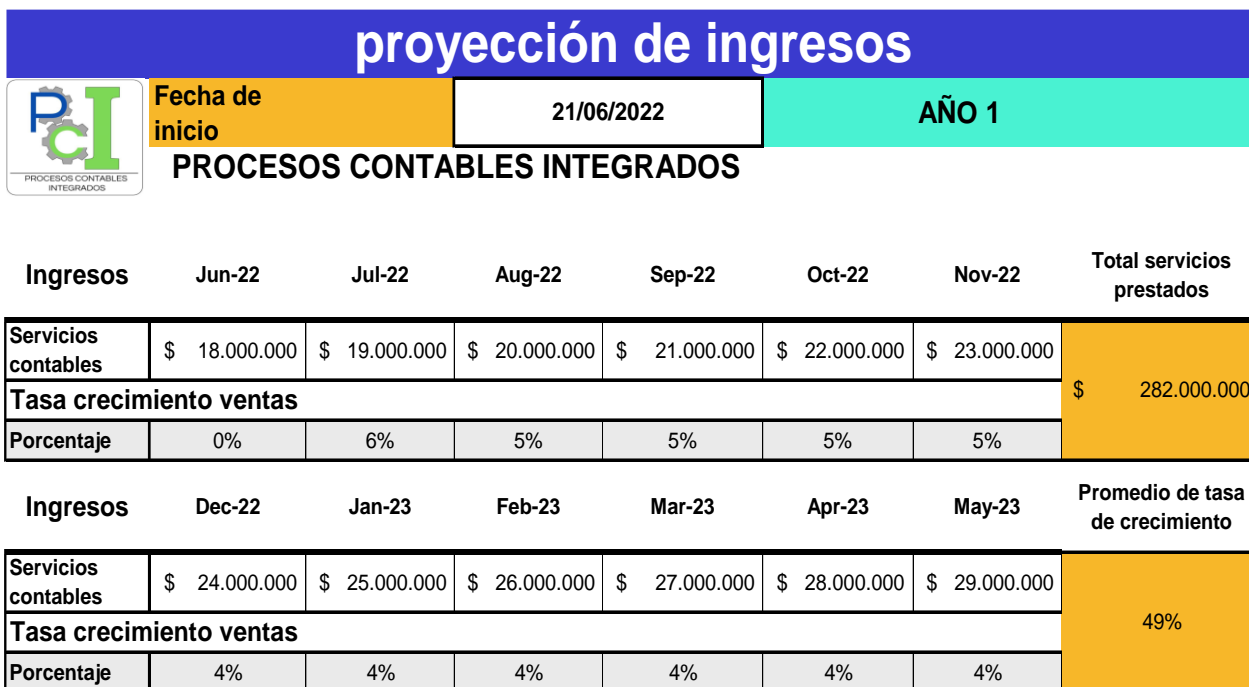 proyección de ingresos
PCI
PROCESOS CONTABLES
INTEGRADOS
Fecha de
inicio
21/06/2022
AÑO 1
PROCESOS CONTABLES INTEGRADOS
Ingresos Jun-22 Jul-22 Aug-22 Sep-22 Oct-22 Nov-22 Total servicios
prestados
Servicios
contables
$ 18.000.000 $ 19.000.000 $ 20.000.000 $ 21.000.000 $ 22.000.000 $ 23.000.000
$ 282.000.000
Tasa crecimiento ventas
Porcentaje 0% 6% 5% 5% 5% 5%
Ingresos Dec-22 Jan-23 Feb-23 Mar-23 Apr-23 May-23 Promedio de tasa
de crecimiento
Servicios
contables
$ 24.000.000 $ 25.000.000 $ 26.000.000 $ 27.000.000 $ 28.000.000 $ 29.000.000
49%
Tasa crecimiento ventas
Porcentaje 4% 4% 4% 4% 4% 4%